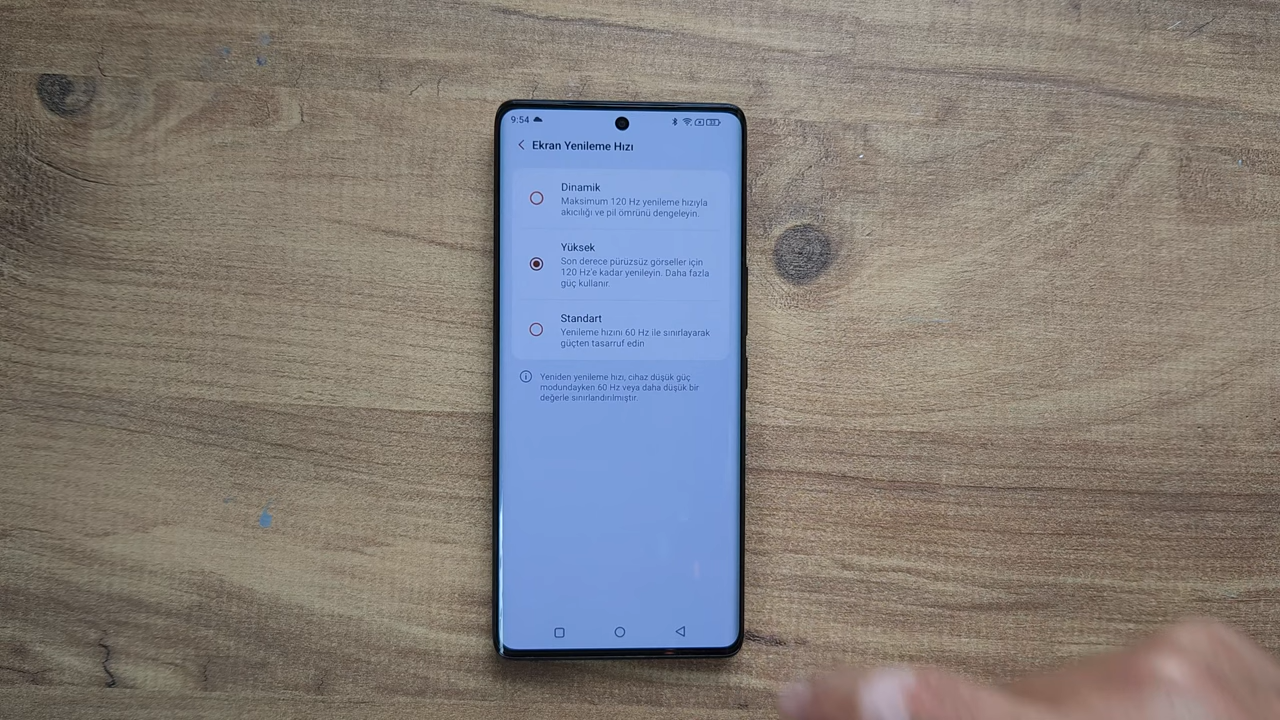 9:54
Ekran Yenileme Hızı
Dinamik
Maksimum 120 Hz yenileme hızıyla
akıcılığı ve pil ömrünü dengeleyin.
Yüksek
Son derece pürüzsüz görseller için
120 Hz'e kadar yenileyin. Daha fazla
güç kullanır.
Standart
Yenileme hızını 60 Hz ile sınırlayarak
güçten tasarruf edin
Yeniden yenileme hızı, cihaz düşük güç
modundayken 60 Hz veya daha düşük bir
değerle sınırlandırılmıştır.